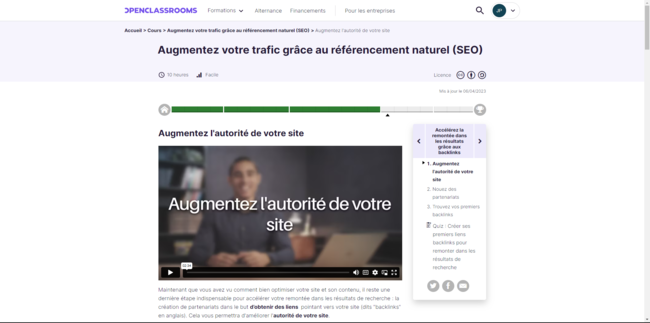 OPENCLASSROOMS Formations Alternance Financements Pour les entreprises JP
Accueil > Cours > Augmentez votre trafic grâce au référencement naturel (SEO) > Augmentez l'autorité de votre site
Augmentez votre trafic grâce au référencement naturel (SEO)
10 heures Facile Licence
Mis à jour le
Augmentez l'autorité de votre site
Augmentez l'autorité de votre
site
Maintenant que vous avez vu comment bien optimiser votre site et son contenu, il reste une
dernière étape indispensable pour accélérer votre remontée dans les résultats de recherche : la
création de partenariats dans le but d'obtenir des liens pointant vers votre site (dits "backlinks"
en anglais). Cela vous permettra d'améliorer l'autorité de votre site.
Accélérez la
remontée dans
les résultats
grâce aux
backlinks
1. Augmentez
l'autorité de votre
site
2. Nouez des
partenariats
3. Trouvez vos premiers
backlinks
Quiz : Créer ses
premiers liens
backlinks pour
remonter dans les
résultats de
recherche